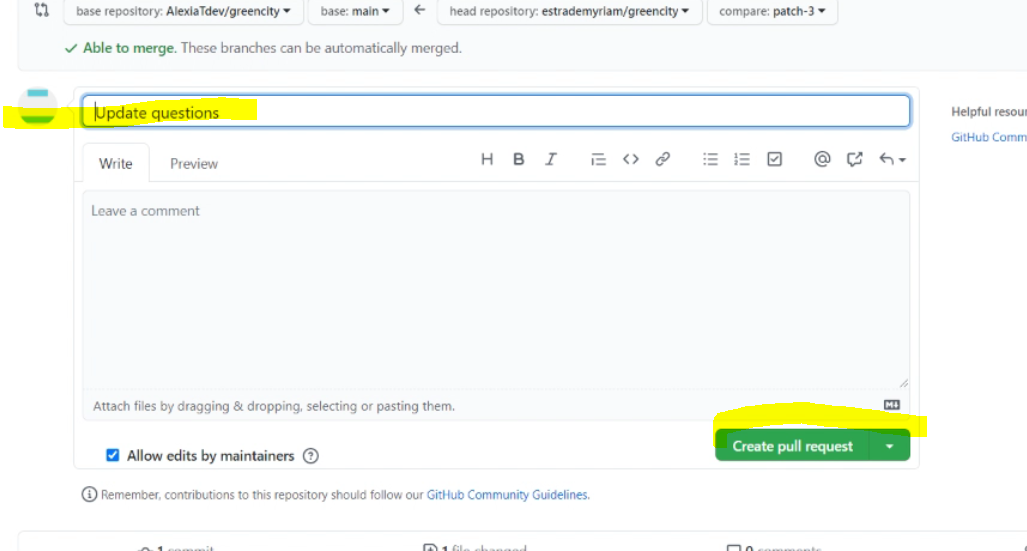 base repository: AlexiaTdev/greencity base: main head repository: estrademyriam/greencity compare: patch-3
Able to merge. These branches can be automatically merged.
Update questions
Helpful resour
GitHub Comm
Write Preview
H B I
Leave a comment
Attach files by dragging & dropping, selecting or pasting them.
Create pull request
Allow edits by maintainers
Remember, contributions to this repository should follow our GitHub Community Guidelines.
1 commit 1 file changed 0 comments